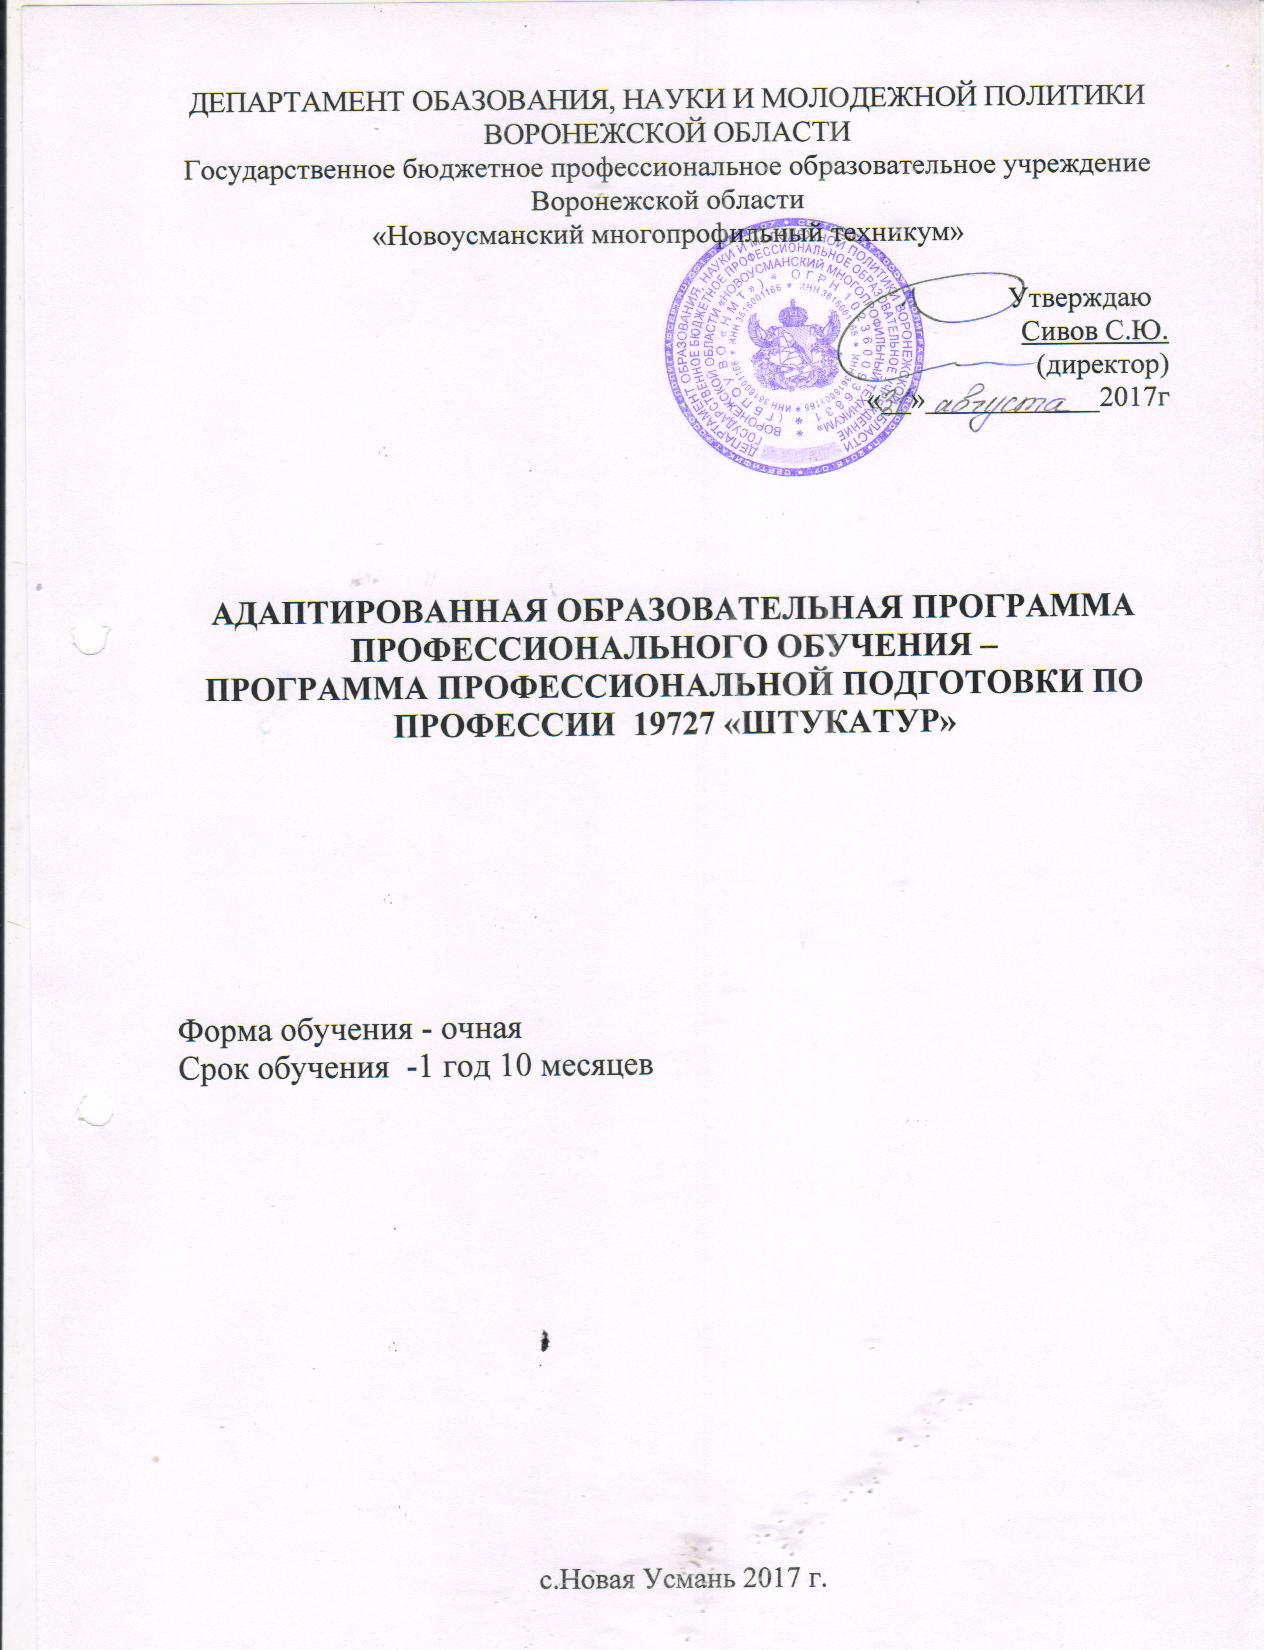 ДЕПАРТАМЕНТ ОБАЗОВАНИЯ, НАУКИ И МОЛОДЕЖНОЙ ПОЛИТИКИ
ВОРОНЕЖСКОЙ ОБЛАСТИ
Государственное бюджетное профессиональное образовательное учреждение
Воронежской области
«Новоусманский многопрофильный техникум»
Утверждаю
Сивов С.Ю.
(директор)
« » августа 2017г
АДАПТИРОВАННАЯ ОБРАЗОВАТЕЛЬНАЯ ПРОГРАММА
ПРОФЕССИОНАЛЬНОГО ОБУЧЕНИЯ –
ПРОГРАММА ПРОФЕССИОНАЛЬНОЙ ПОДГОТОВКИ ПО
ПРОФЕССИИ 19727 «ШТУКАТУР»
Форма обучения - очная
Срок обучения -1 год 10 месяцев
с.Новая Усмань 2017 г.